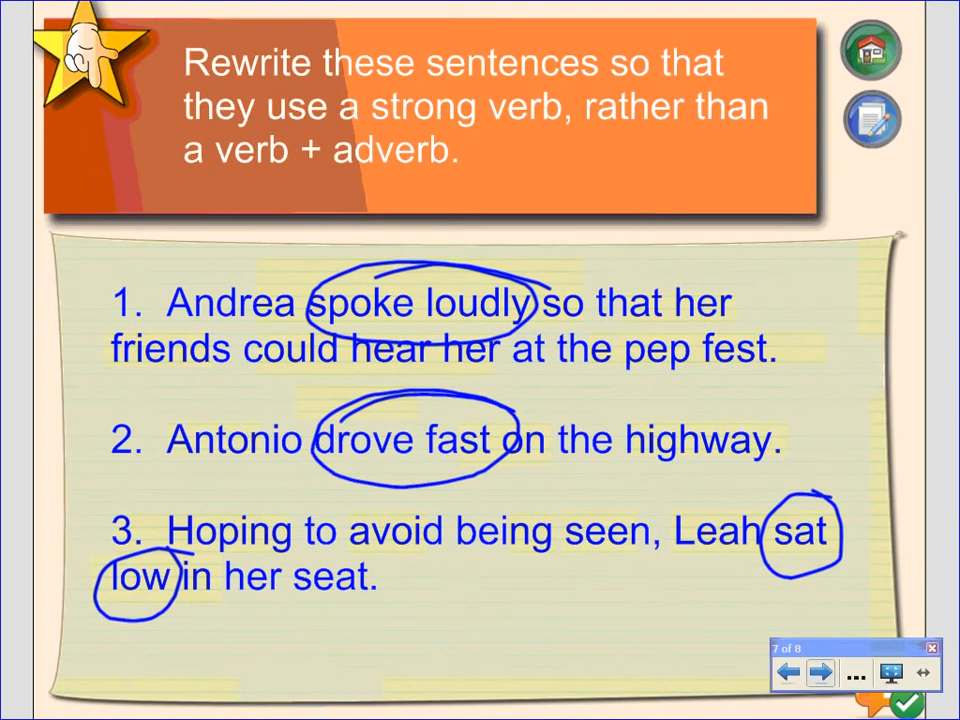 Rewrite these sentences so that
they use a strong verb, rather than
a verb + adverb.
1. Andrea spoke loudly so that her
friends could hear her at the pep fest.
2. Antonio drove fast on the highway.
3. Hoping to avoid being seen, Leah sat
low in her seat.
7 of 8
...